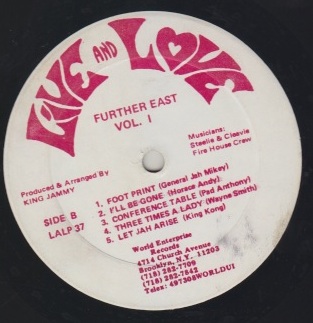 LIVE AND LOVE
FURTHER EAST
VOL. I
Musicians:
Steelie & Cleevie
Fire House Crew
Produced & Arranged By
KING JAMMY
SIDE B
LALP 37
1. FOOT PRINT (General Jah Mikey)
2. I'LL BE GONE (Horace Andy):
3. CONFERENCE TABLE (Pad Anthony)
4. THREE TIMES A LADY (Wayne Smith)
5. LET JAH ARISE (King Kong)
World Enterprise
Records
4714 Church Avenue
Brooklyn, N.Y., 11203
(718) 282-7709
(718) 282-7842
Telex: 497308WORLDUI